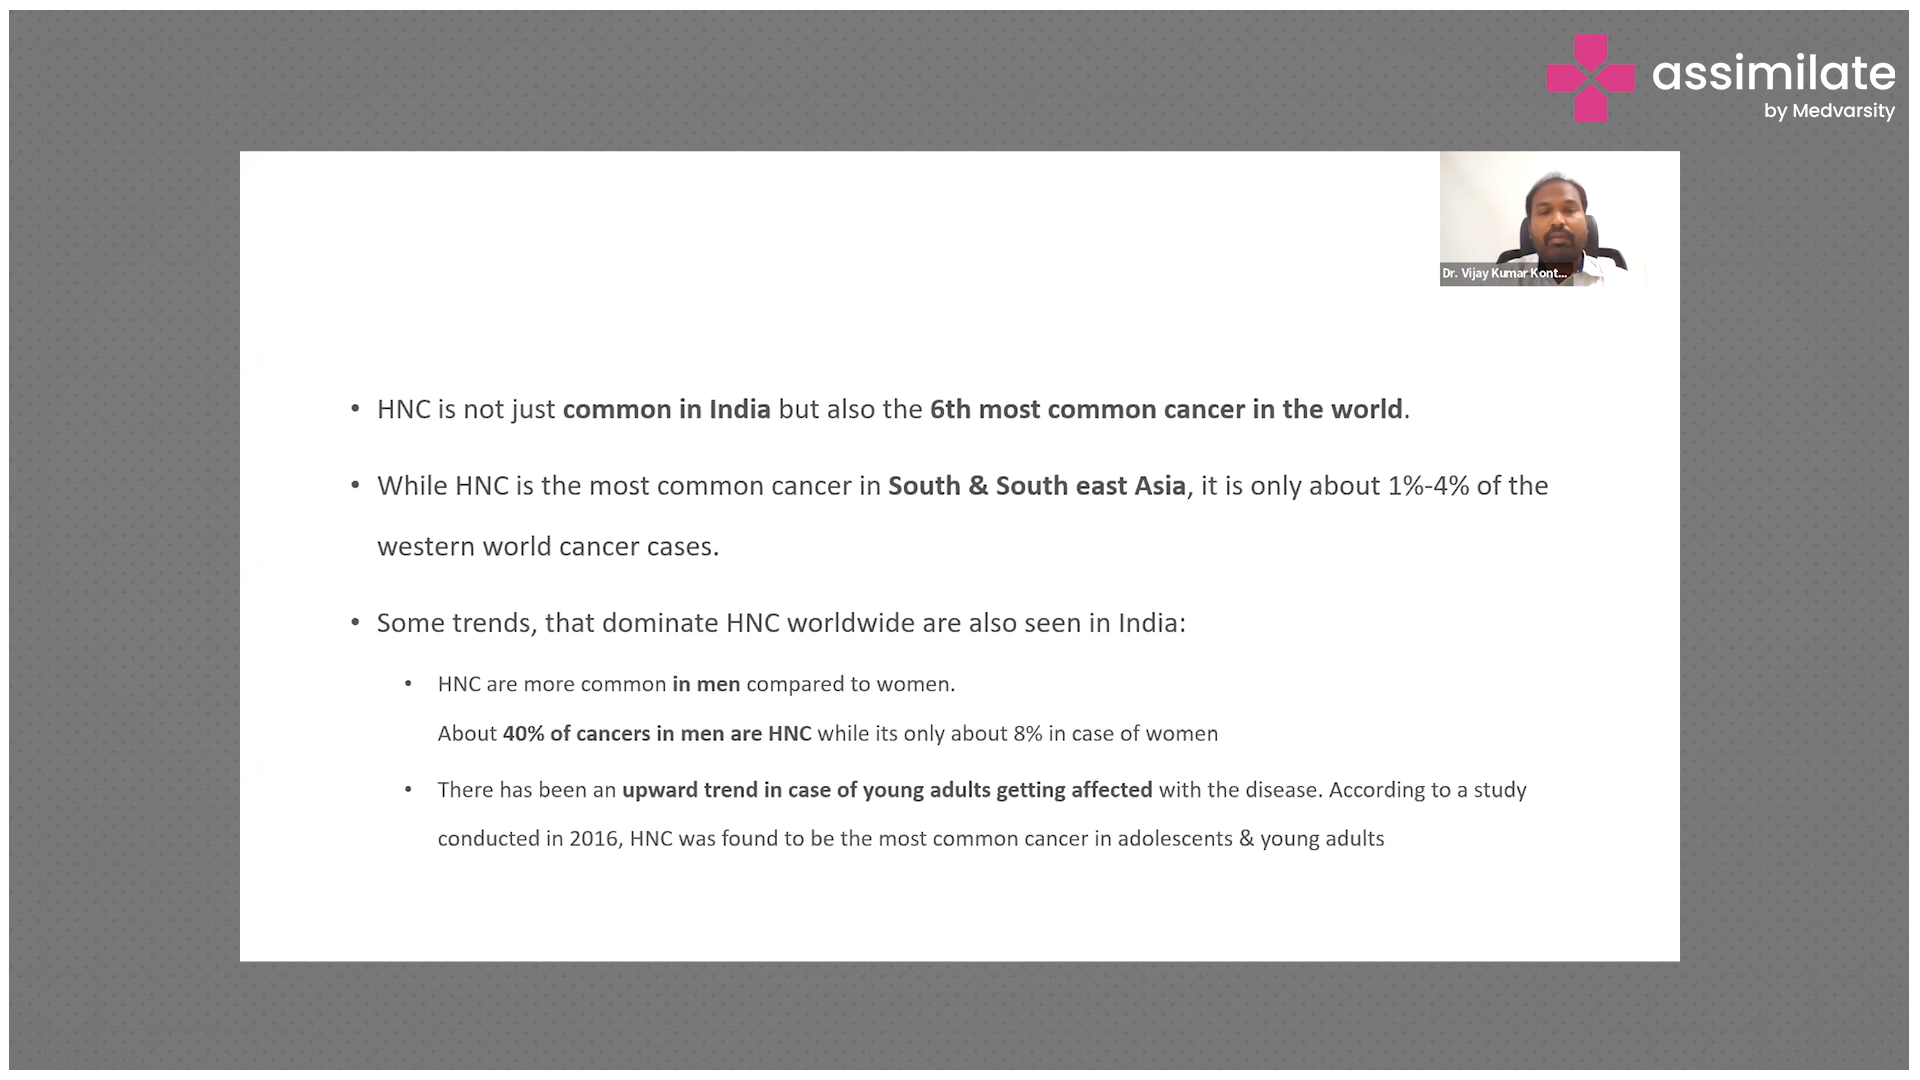 assimilate
by Medvarsity
Dr. Vijay Kumar Kont...
• HNC is not just common in India but also the 6th most common cancer in the world.
• While HNC is the most common cancer in South & South east Asia, it is only about 1%-4% of the
western world cancer cases.
• Some trends, that dominate HNC worldwide are also seen in India:
• HNC are more common in men compared to women.
About 40% of cancers in men are HNC while its only about 8% in case of women
• There has been an upward trend in case of young adults getting affected with the disease. According to a study
conducted in 2016, HNC was found to be the most common cancer in adolescents & young adults